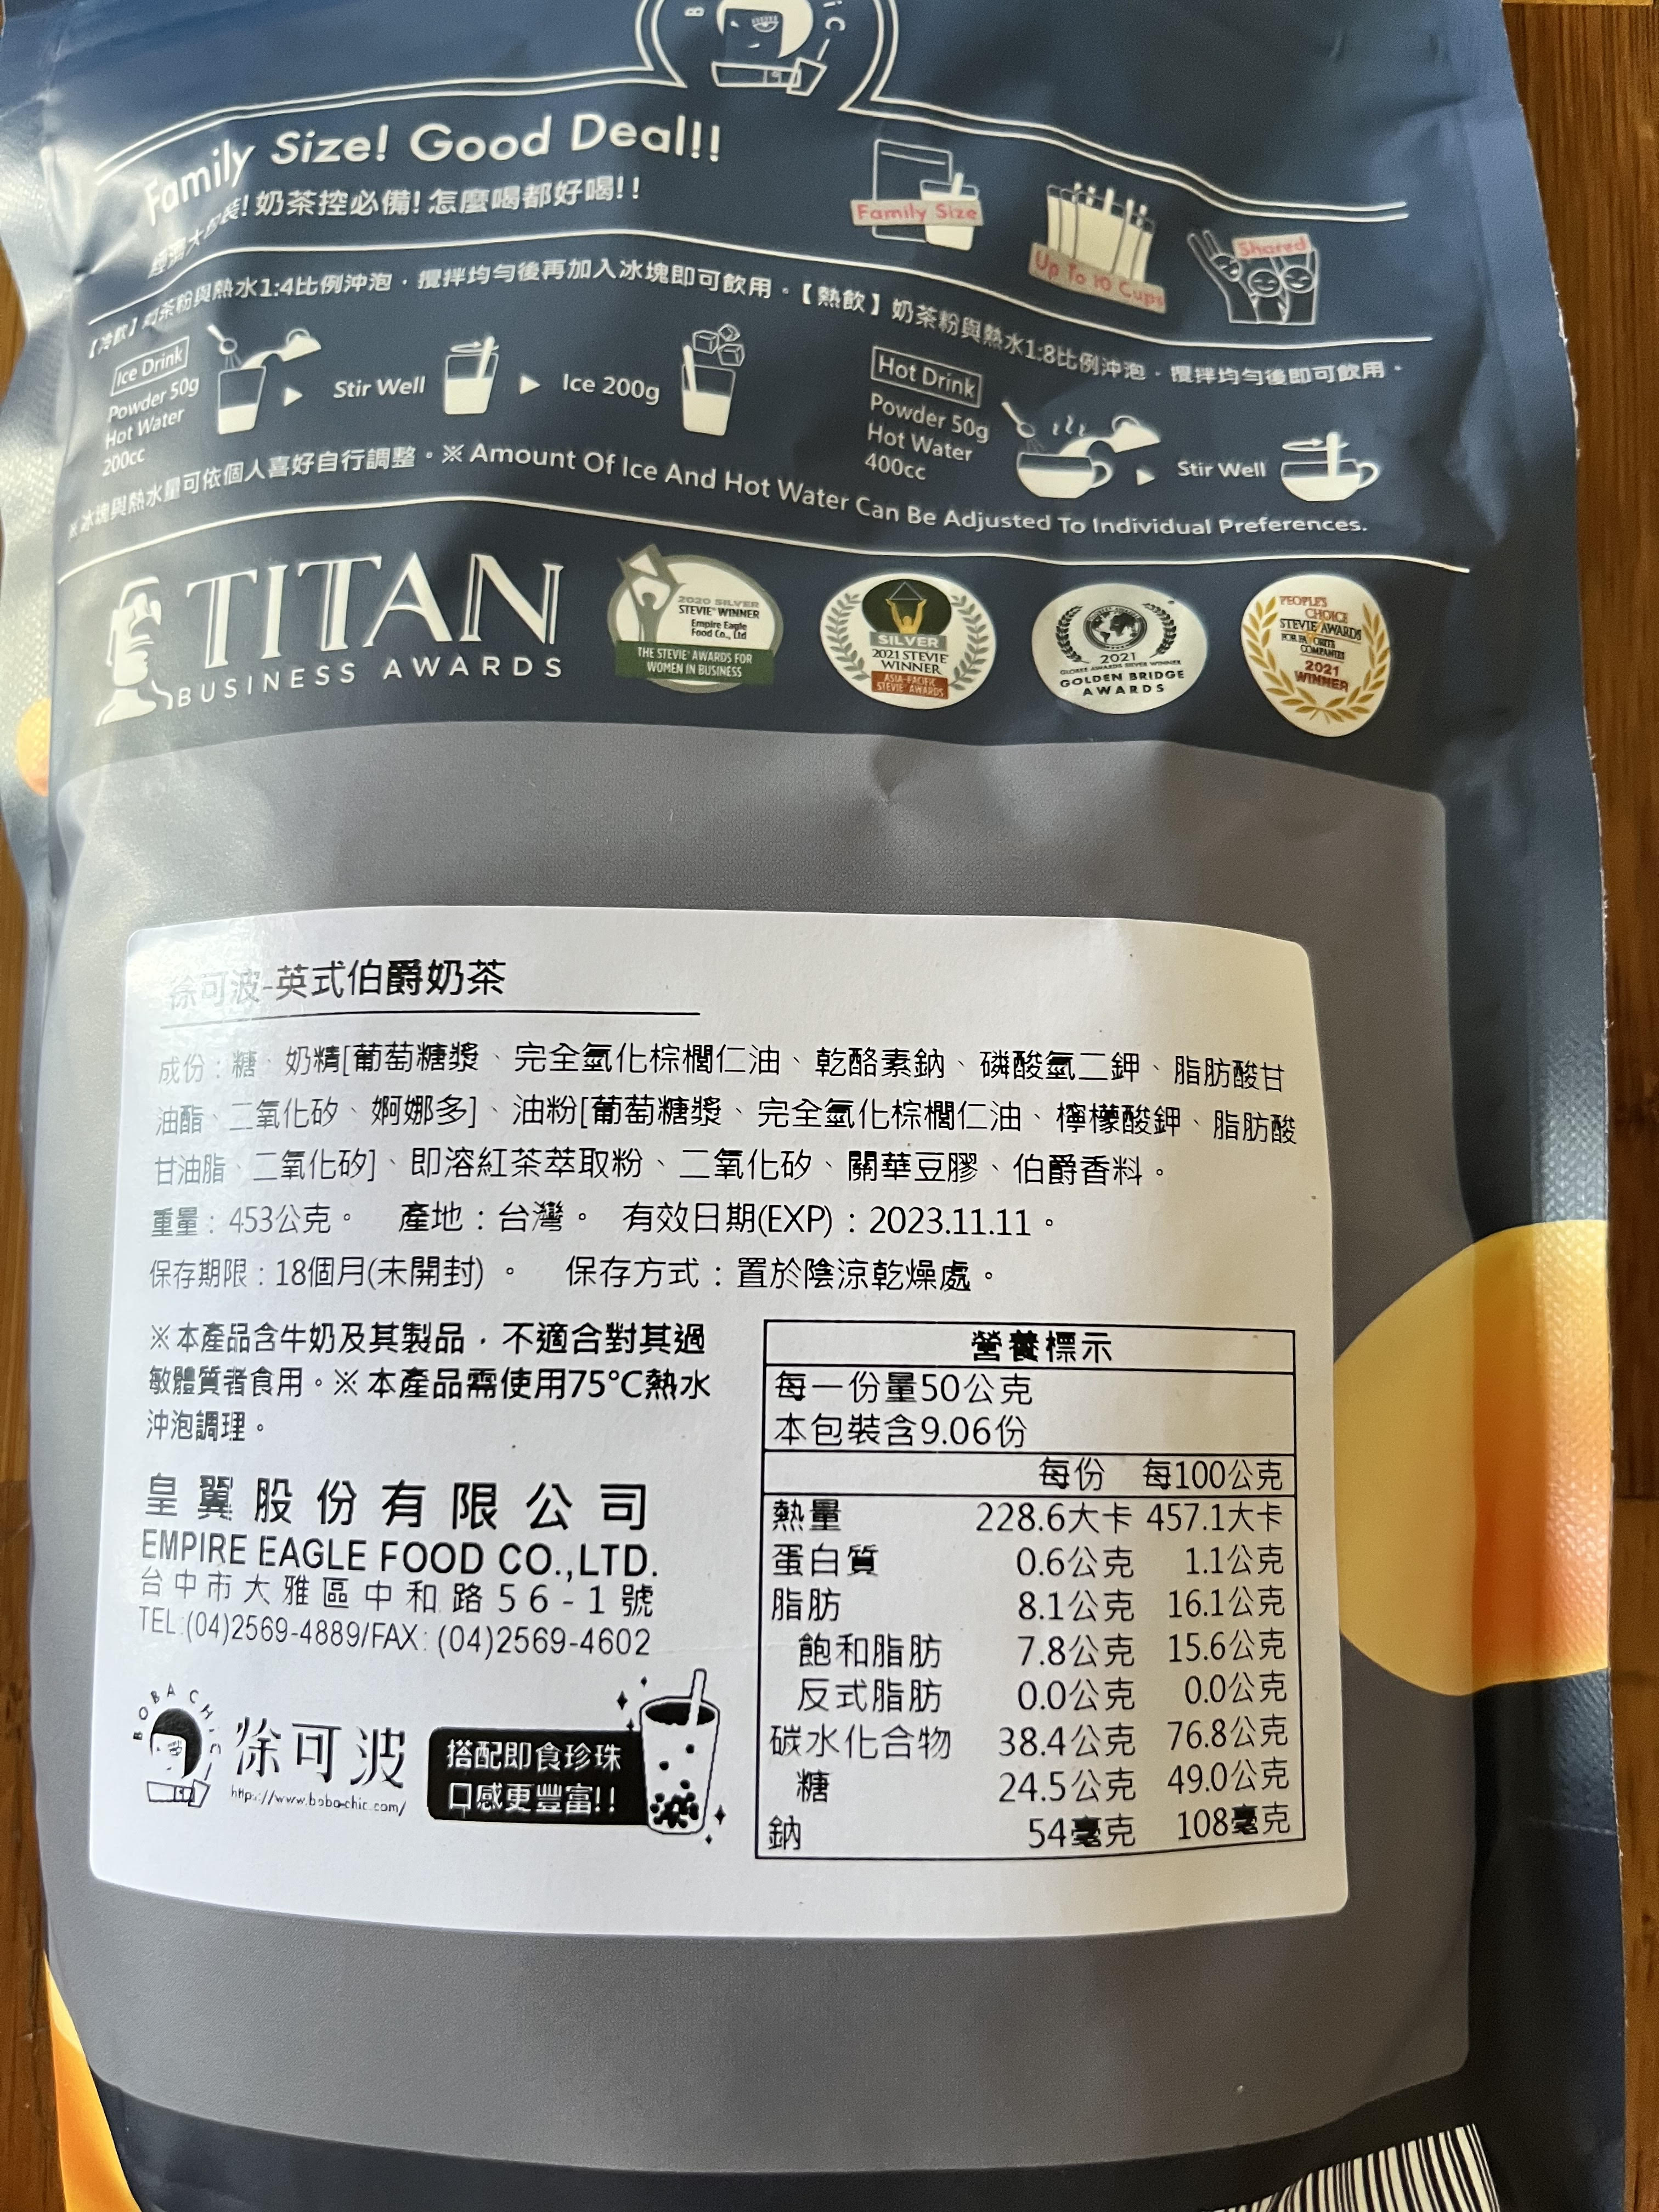 Family Size! Good Deal!!
經濟大包裝!奶茶控必備!怎麼喝都好喝!!
Family Size
Up To 10 Cups
Shared
【冷飲】奶茶粉與熱水1:4比例沖泡，攪拌均勻後再加入冰塊即可飲用。【熱飲】奶茶粉與熱水1:8比例沖泡，攪拌均勻後即可飲用。
Ice Drink
Powder 50g
Hot Water
200cc
Stir Well
Ice 200g
Hot Drink
Powder 50g
Hot Water
400cc
Stir Well
※冰塊與熱水量可依個人喜好自行調整。※Amount Of Ice And Hot Water Can Be Adjusted To Individual Preferences.
TITAN
BUSINESS AWARDS
2020 SILVER
STEVIE® WINNER
Empire Eagle
Food Co., Ltd
THE STEVIE® AWARDS FOR
WOMEN IN BUSINESS
SILVER
2021 STEVIE®
WINNER
ASIA-PACIFIC
STEVIE® AWARDS
2021
GLOBEE AWARDS SILVER WINNER
GOLDEN BRIDGE
AWARDS
PEOPLE'S
CHOICE
STEVIE AWARDS
FOR FAVORITE
COMPANIES
2021
WINNER
徐可波-英式伯爵奶茶
成份：糖、奶精[葡萄糖漿、完全氫化棕櫚仁油、乾酪素鈉、磷酸氫二鉀、脂肪酸甘
油酯、二氧化矽、婀娜多]、油粉[葡萄糖漿、完全氫化棕櫚仁油、檸檬酸鉀、脂肪酸
甘油脂、二氧化矽]、即溶紅茶萃取粉、二氧化矽、關華豆膠、伯爵香料。
重量：453公克。 產地：台灣。 有效日期(EXP)：2023.11.11。
保存期限：18個月(未開封)。 保存方式：置於陰涼乾燥處。
※本產品含牛奶及其製品，不適合對其過
敏體質者食用。※本產品需使用75°C熱水
沖泡調理。
皇翼股份有限公司
EMPIRE EAGLE FOOD CO.,LTD.
台中市大雅區中和路56-1號
TEL:(04)2569-4889/FAX: (04)2569-4602
BOBA CHIC
徐可波
https://www.boba-chic.com/
搭配即食珍珠
口感更豐富!!
營養標示
每一份量50公克
本包裝含9.06份
每份 每100公克
熱量 228.6大卡 457.1大卡
蛋白質 0.6公克 1.1公克
脂肪 8.1公克 16.1公克
飽和脂肪 7.8公克 15.6公克
反式脂肪 0.0公克 0.0公克
碳水化合物 38.4公克 76.8公克
糖 24.5公克 49.0公克
鈉 54毫克 108毫克